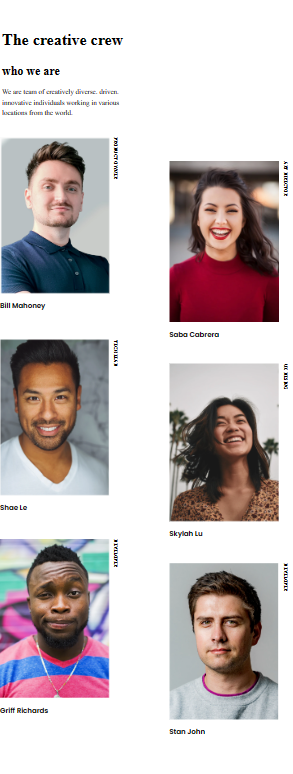 The creative crew
who we are
We are team of creatively diverse. driven.
innovative individuals working in various
locations from the world.
PRODUCT OWNER
Bill Mahoney
ART DIRECTOR
Saba Cabrera
TECH LEAD
Shae Le
UX DESIGN
Skylah Lu
DEVELOPER
Griff Richards
DEVELOPER
Stan John